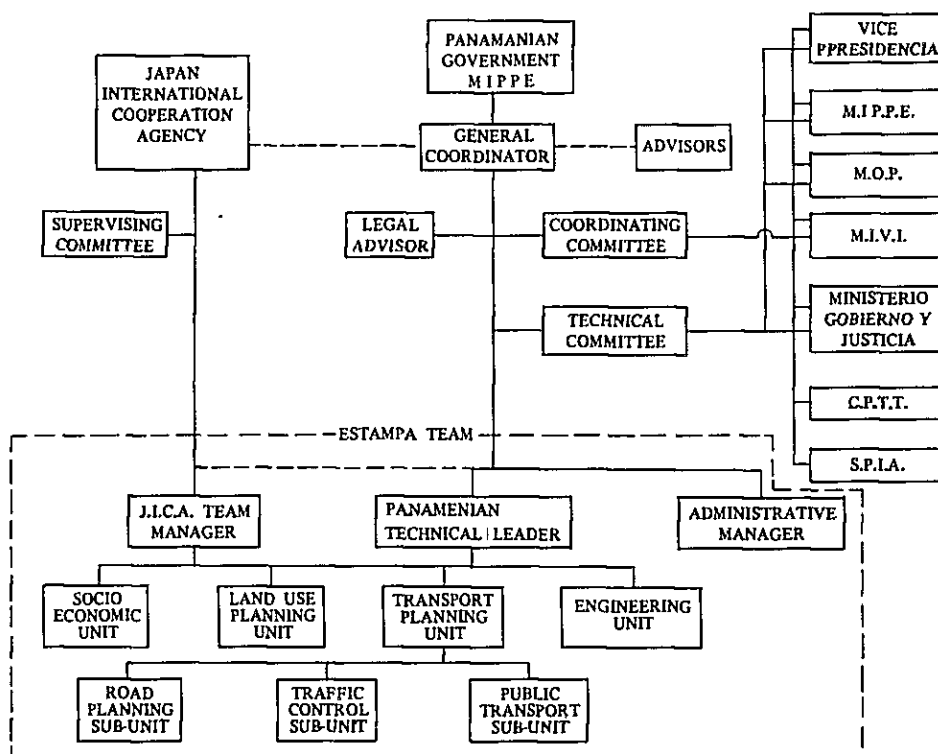 JAPAN
INTERNATIONAL
COOPERATION
AGENCY
PANAMANIAN
GOVERNMENT
MIPPE
GENERAL
COORDINATOR
ADVISORS
SUPERVISING
COMMITTEE
LEGAL
ADVISOR
COORDINATING
COMMITTEE
TECHNICAL
COMMITTEE
VICE
PPRESIDENCIA
M.I P.P.E.
M.O.P.
M.I.V.I.
MINISTERIO
GOBIERNO Y
JUSTICIA
C.P.T.T.
S.P.I.A.
ESTAMPA TEAM
J.I.C.A. TEAM
MANAGER
PANAMENIAN
TECHNICAL LEADER
ADMINISTRATIVE
MANAGER
SOCIO
ECONOMIC
UNIT
LAND USE
PLANNING
UNIT
TRANSPORT
PLANNING
UNIT
ENGINEERING
UNIT
ROAD
PLANNING
SUB-UNIT
TRAFFIC
CONTROL
SUB-UNIT
PUBLIC
TRANSPORT
SUB-UNIT